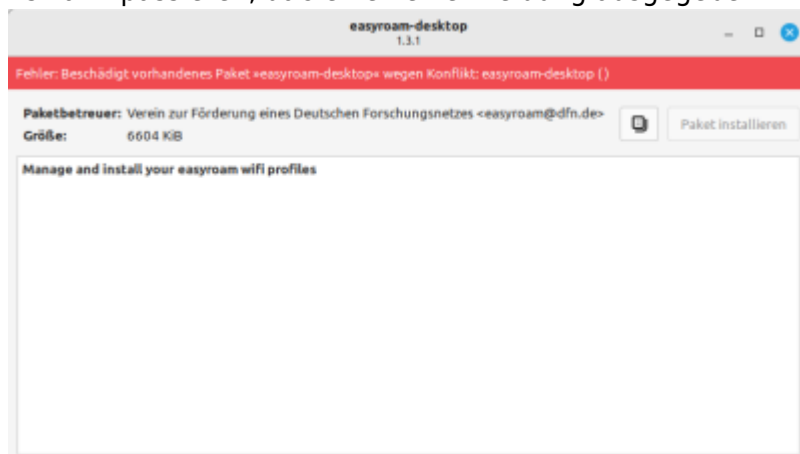 easyroam-desktop
1.3.1
Fehler: Beschädigt vorhandenes Paket »easyroam-desktop« wegen Konflikt: easyroam-desktop ()
Paketbetreuer: Verein zur Förderung eines Deutschen Forschungsnetzes <easyroam@dfn.de>
Größe: 6604 KiB
Paket installieren
Manage and install your easyroam wifi profiles